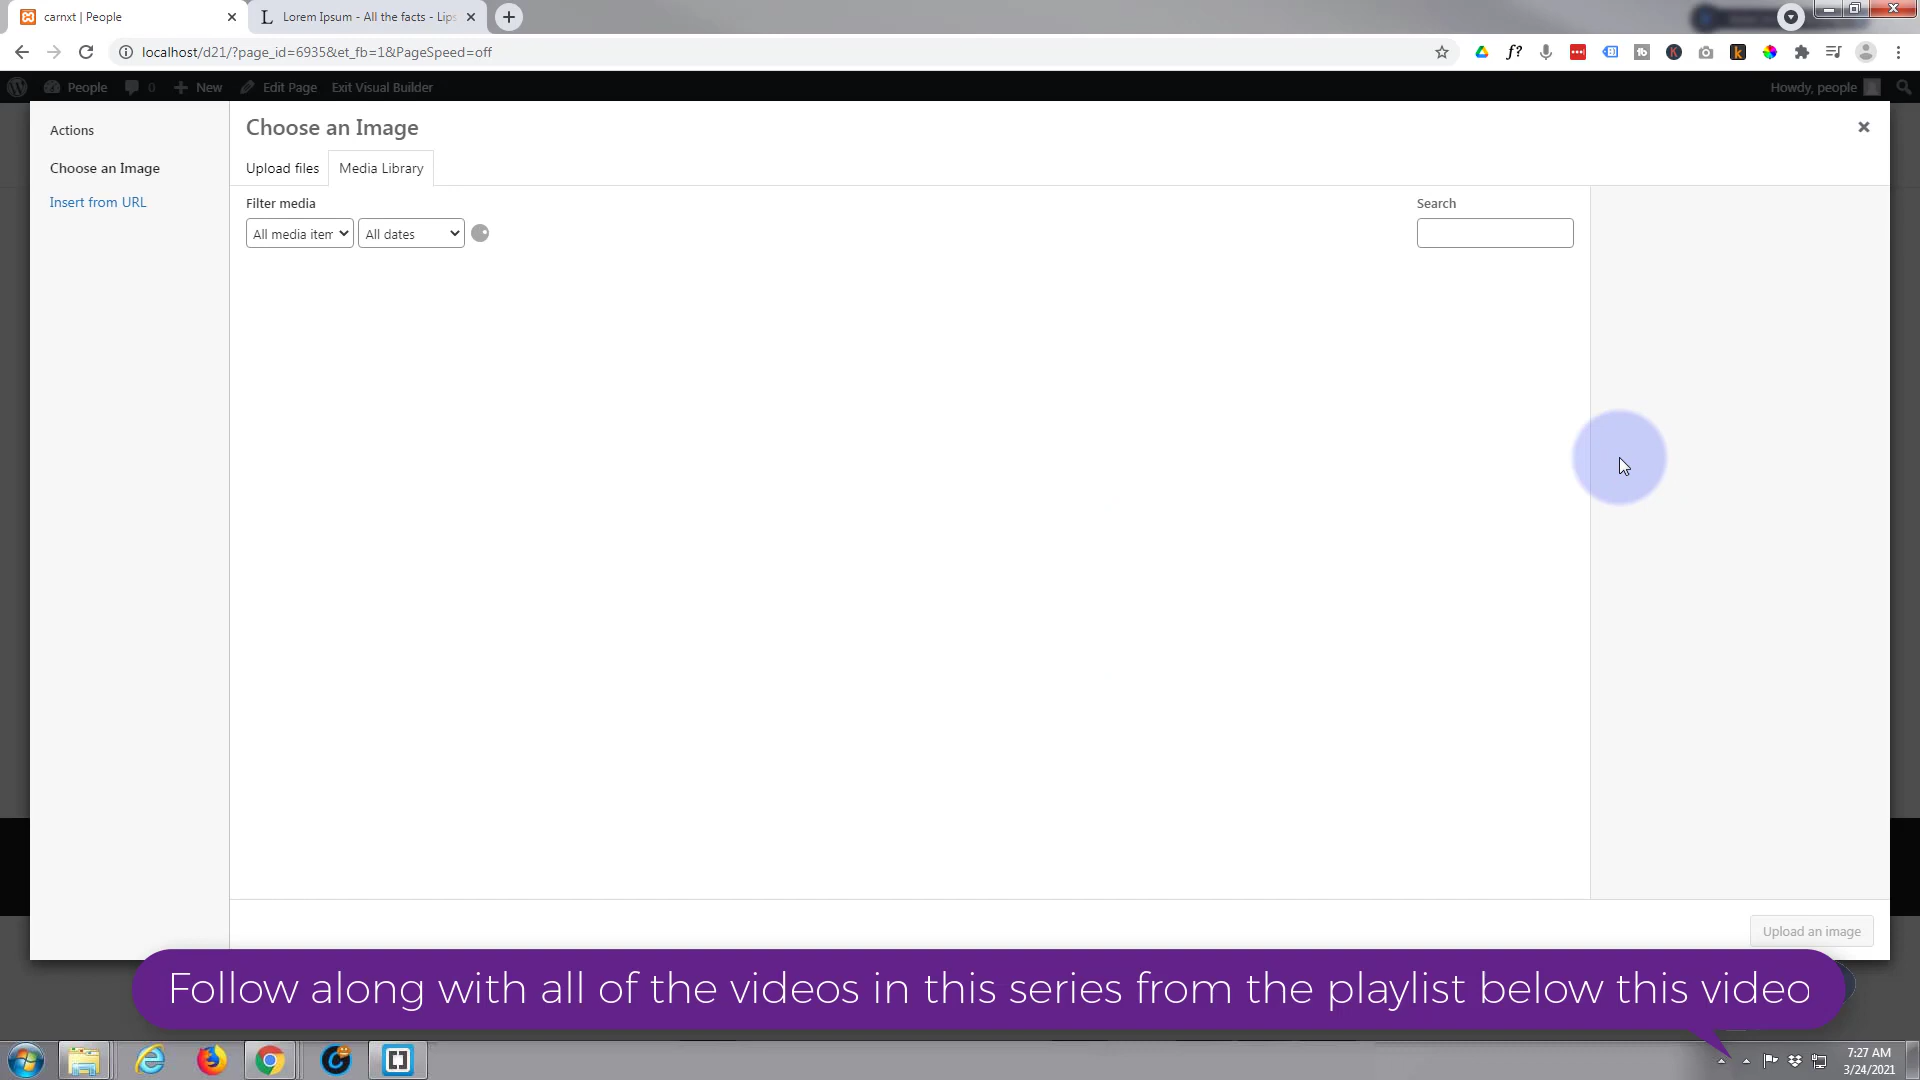 carnxt | People
Lorem Ipsum - All the facts - Lips
localhost/d21/?page_id=6935&et_fb=1&PageSpeed=off
People 0 New Edit Page Exit Visual Builder
Howdy, people
Actions
Choose an Image
Insert from URL
Choose an Image
Upload files
Media Library
Filter media
Search
All media item
All dates
Upload an image
Follow along with all of the videos in this series from the playlist below this video
7:27 AM
3/24/2021